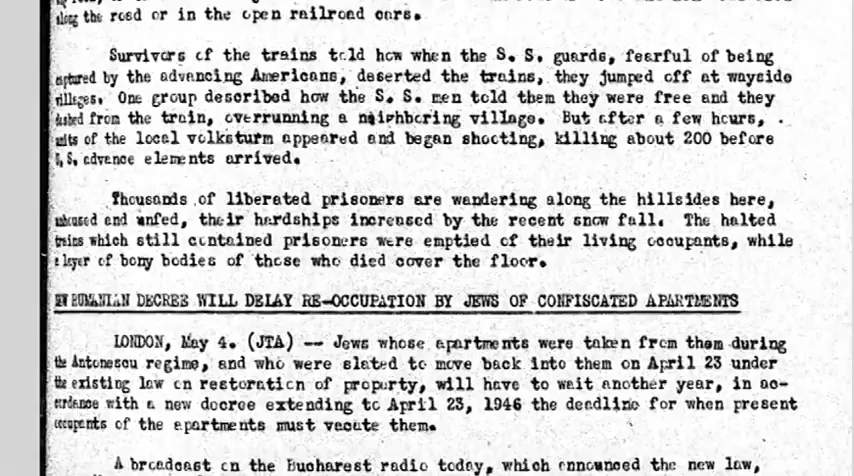 along the road or in the open railroad cars.
Survivors of the trains told how when the S. S. guards, fearful of being
captured by the advancing Americans, deserted the trains, they jumped off at wayside
villages. One group described how the S. S. men told them they were free and they
dashed from the train, overrunning a neighboring village. But after a few hours,
units of the local volksturm appeared and began shooting, killing about 200 before
U.S. advance elements arrived.
Thousands of liberated prisoners are wandering along the hillsides here,
unhoused and unfed, their hardships increased by the recent snow fall. The halted
trains which still contained prisoners were emptied of their living occupants, while
a layer of bony bodies of those who died cover the floor.
RUMANIAN DECREE WILL DELAY RE-OCCUPATION BY JEWS OF CONFISCATED APARTMENTS
LONDON, May 4. (JTA) -- Jews whose apartments were taken from them during
the Antonescu regime, and who were slated to move back into them on April 23 under
the existing law on restoration of property, will have to wait another year, in ac-
cordance with a new decree extending to April 23, 1946 the deadline for when present
occupents of the apartments must vacate them.
A broadcast on the Bucharest radio today, which announced the new law,